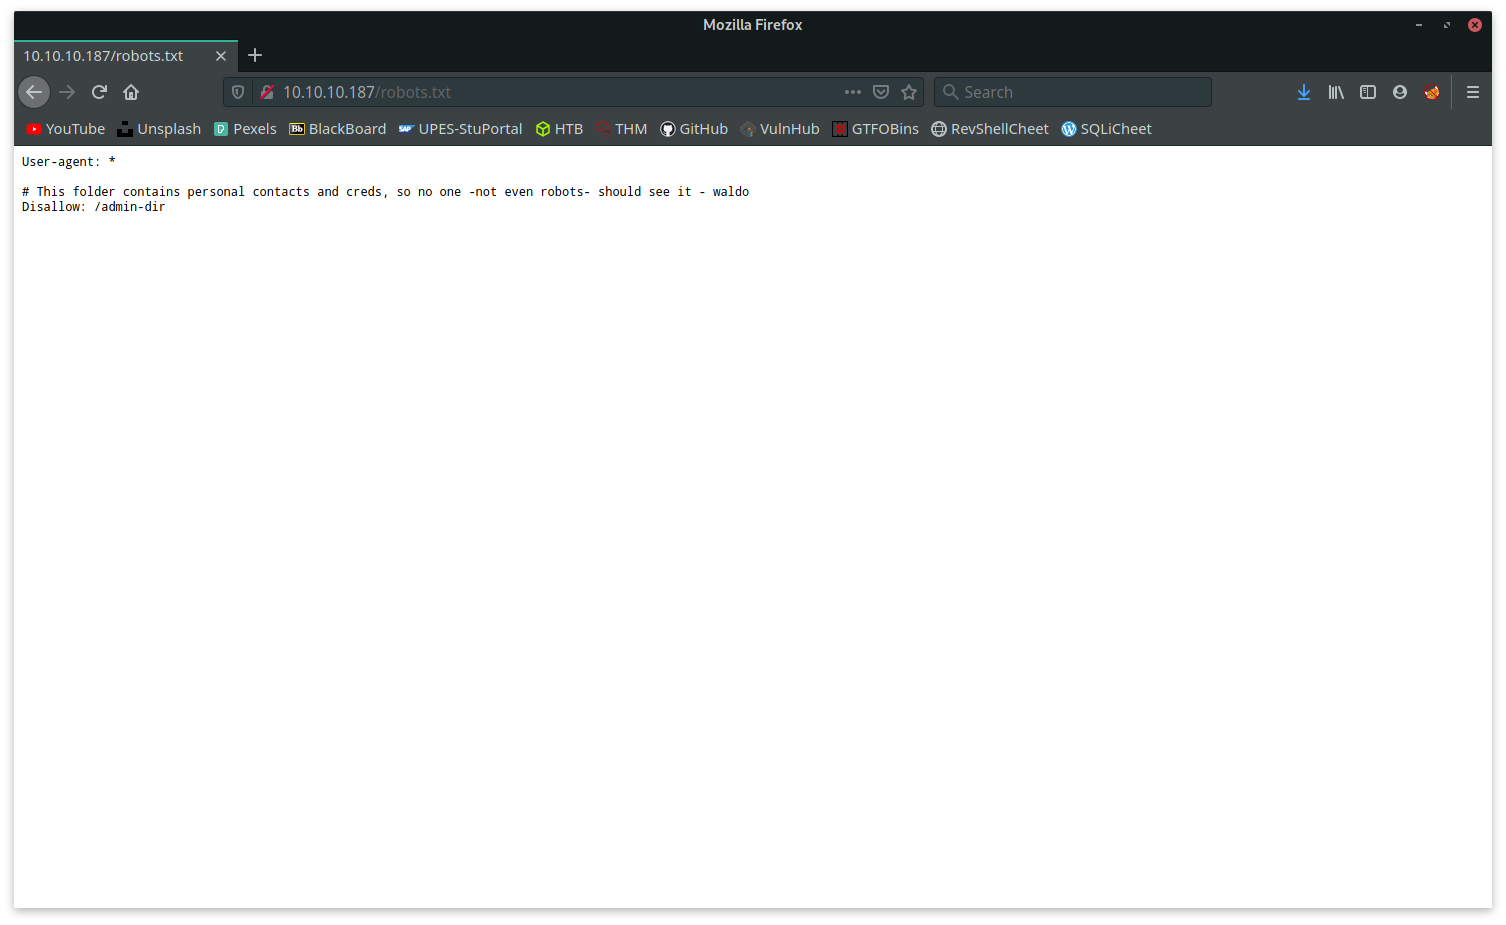 Mozilla Firefox
10.10.10.187/robots.txt
10.10.10.187/robots.txt
Search
YouTube Unsplash Pexels Bb BlackBoard SAP UPES-StuPortal HTB THM GitHub VulnHub GTFOBins RevShellCheet SQLiCheet
User-agent: *
# This folder contains personal contacts and creds, so no one -not even robots- should see it - waldo
Disallow: /admin-dir